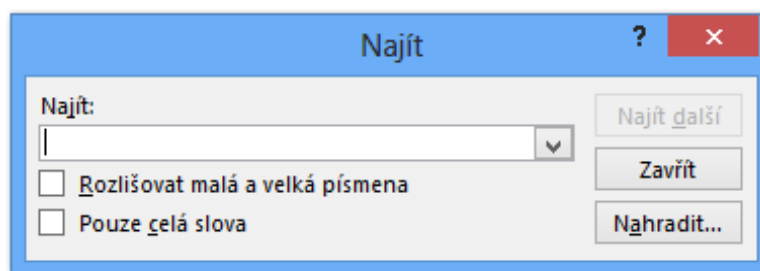 Najít
?
Najít:
Najít další
Rozlišovat malá a velká písmena
Zavřít
Pouze celá slova
Nahradit...